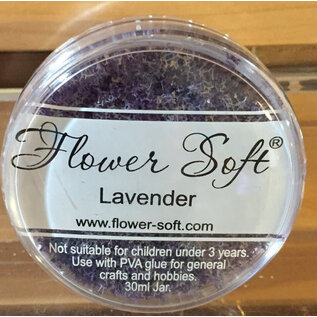 Flower Soft®
Lavender
www.flower-soft.com
Not suitable for children under 3 years.
Use with PVA glue for general
crafts and hobbies.
30ml Jar.